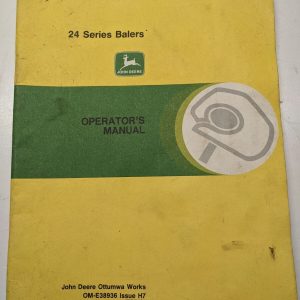 24 Series Balers
JOHN DEERE
OPERATOR'S
MANUAL
John Deere Ottumwa Works
OM-E38936 Issue H7